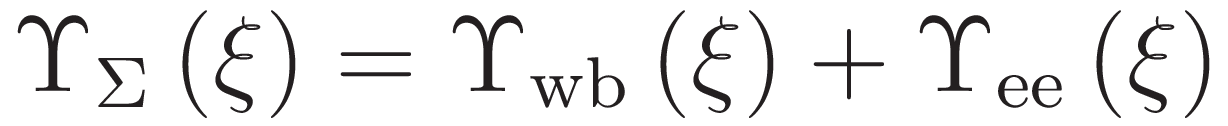 ϒ_Σ (ξ) = ϒ_wb (ξ) + ϒ_ee (ξ)